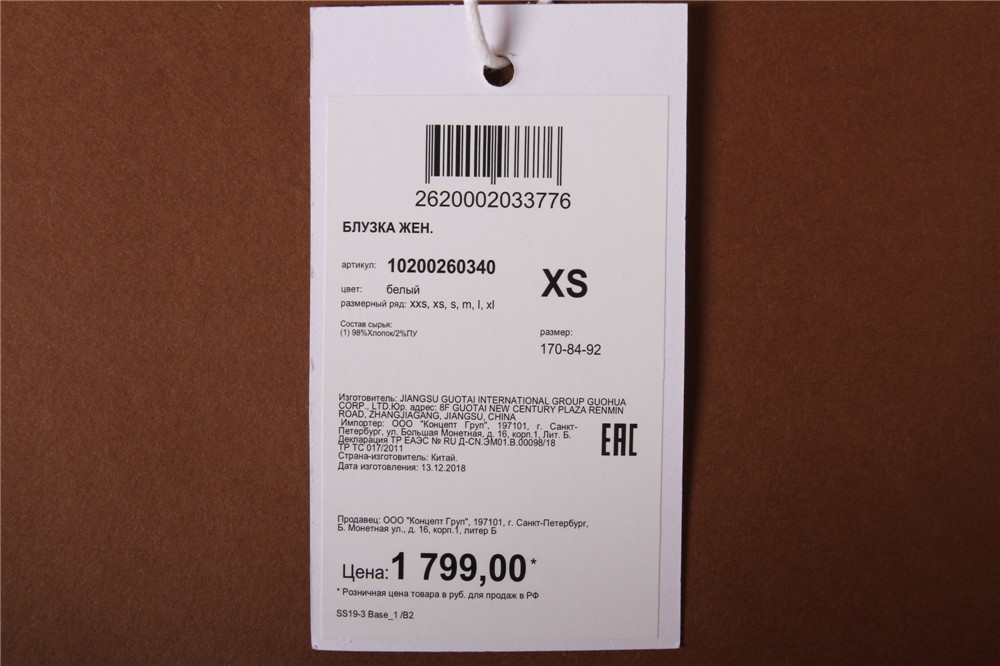 2620002033776
БЛУЗКА ЖЕН.
артикул: 10200260340
XS
цвет: белый
размерный ряд: xxs, xs, s, m, l, xl
Состав сырья:
(1) 98%Хлопок/2%ПУ
размер:
170-84-92
Изготовитель: JIANGSU GUOTAI INTERNATIONAL GROUP GUOHUA
CORP., LTD.Юр. адрес: 8F GUOTAI NEW CENTURY PLAZA RENMIN
ROAD, ZHANGJIAGANG, JIANGSU, CHINA
Импортер: ООО "Концепт Груп", 197101, г. Санкт-
Петербург, ул. Большая Монетная, д. 16, корп.1, Лит. Б.
Декларация ТР ЕАЭС № RU Д-CN.ЭМ01.В.00098/18
ТР ТС 017/2011
Страна-изготовитель: Китай.
Дата изготовления: 13.12.2018
EAC
Продавец: ООО "Концепт Груп", 197101, г. Санкт-Петербург,
Б. Монетная ул., д. 16, корп.1, литер Б
Цена: 1 799,00*
* Розничная цена товара в руб. для продаж в РФ
SS19-3 Base_1 /B2